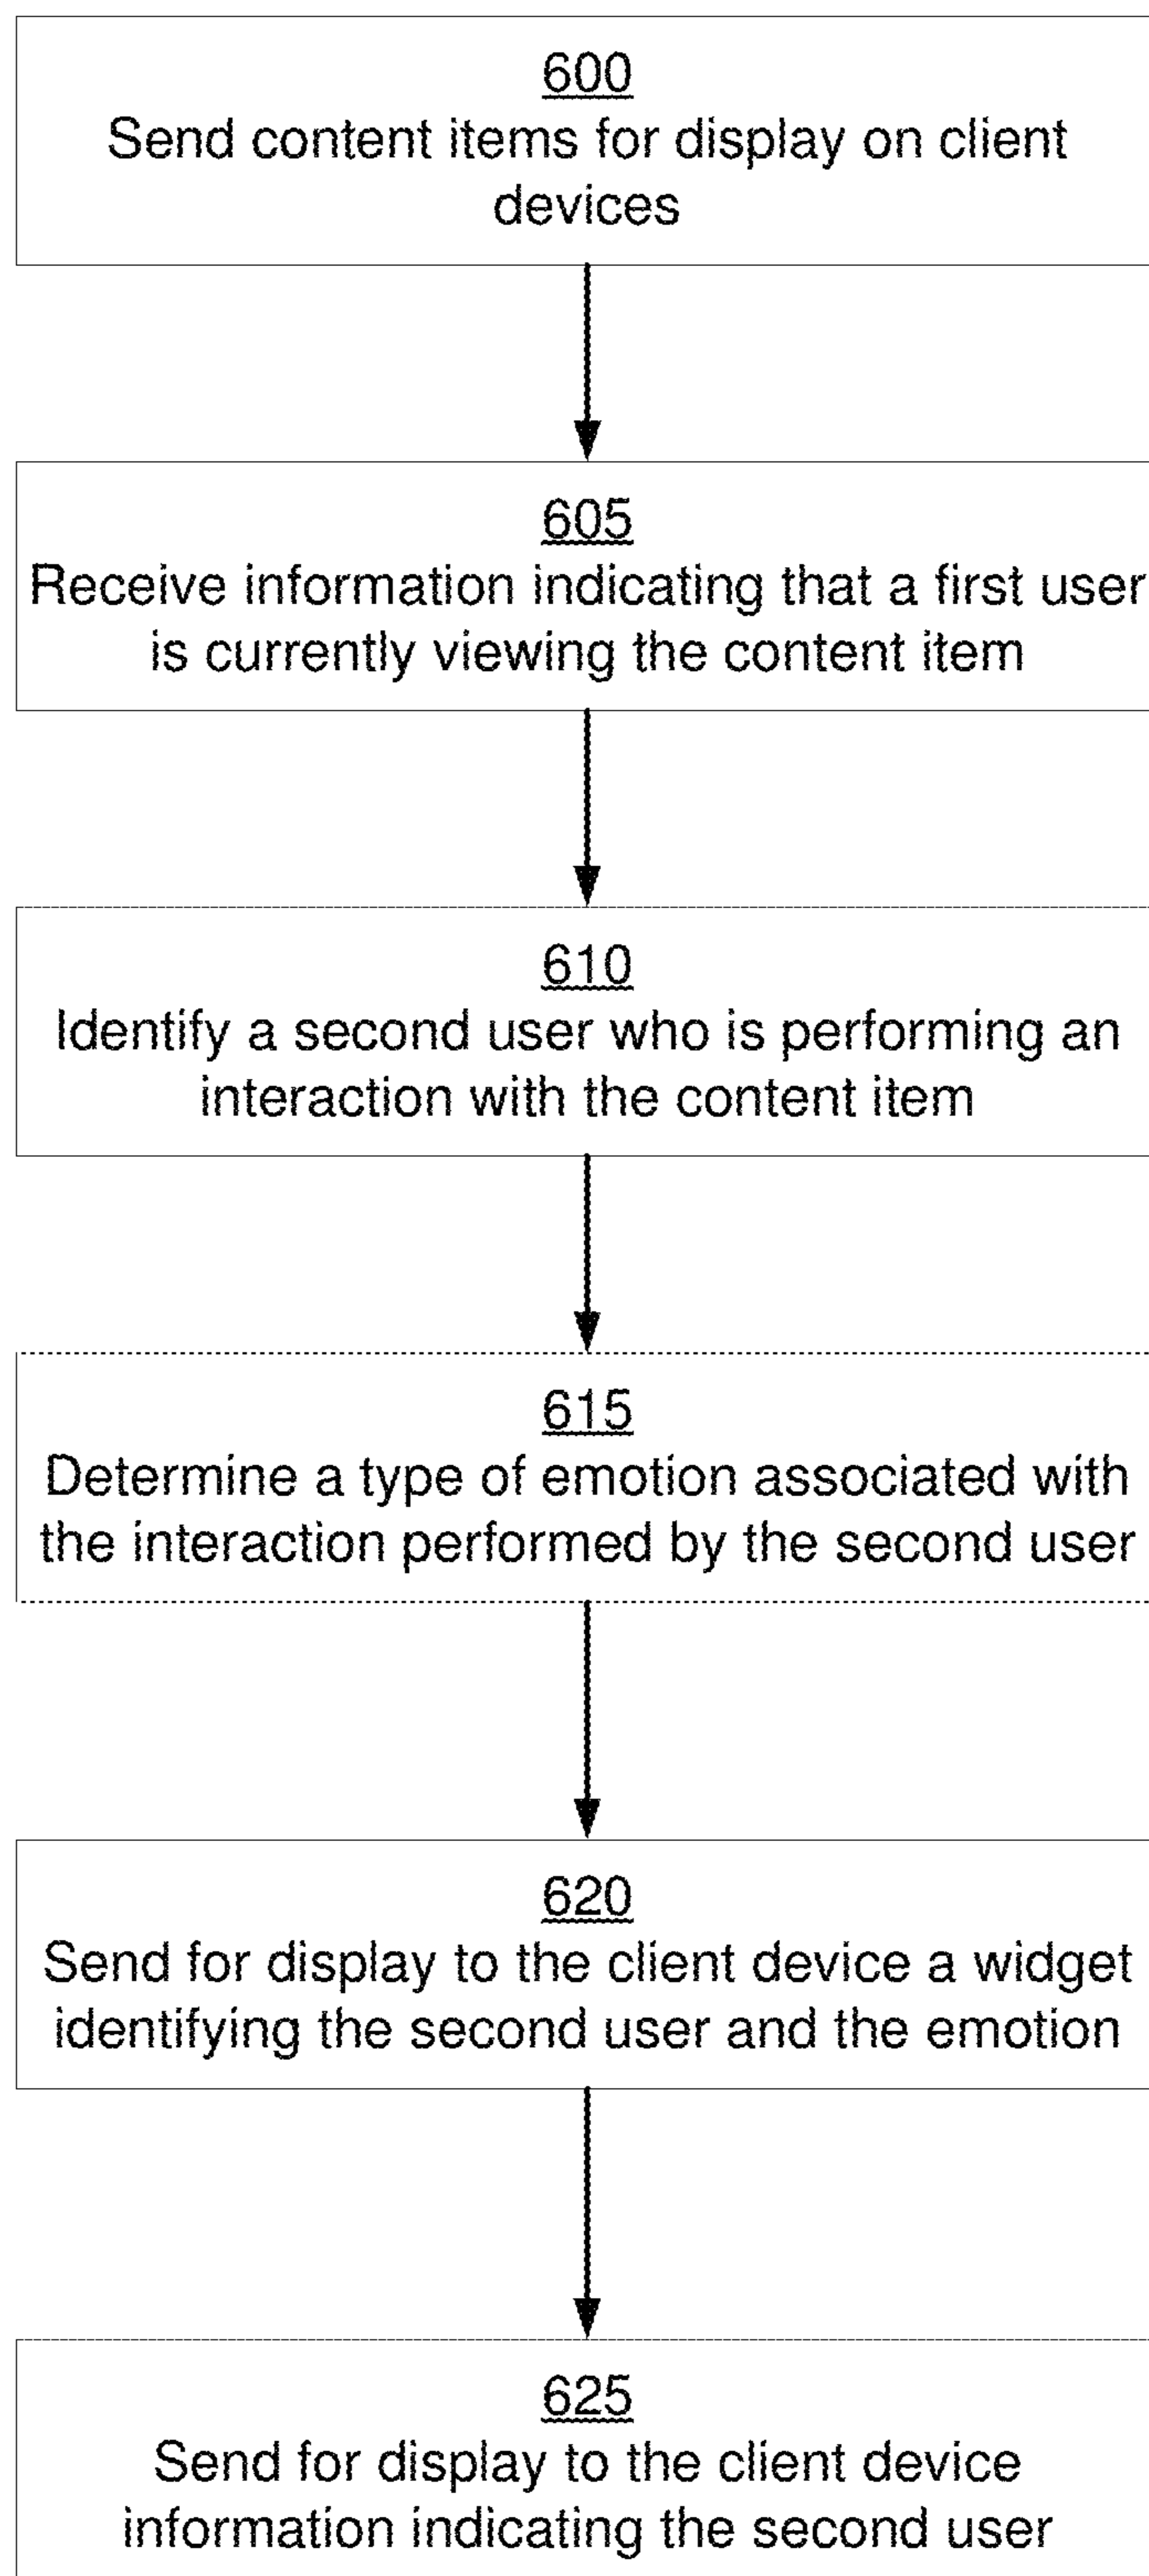 600
Send content items for display on client
devices
605
Receive information indicating that a first user
is currently viewing the content item
610
Identify a second user who is performing an
interaction with the content item
615
Determine a type of emotion associated with
the interaction performed by the second user
620
Send for display to the client device a widget
identifying the second user and the emotion
625
Send for display to the client device
information indicating the second user